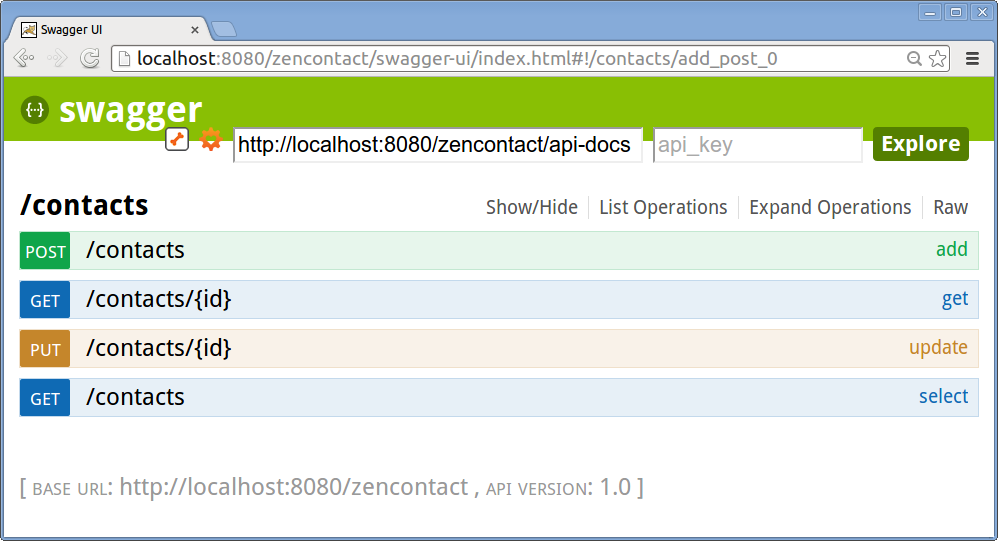 Swagger UI
localhost:8080/zencontact/swagger-ui/index.html#!/contacts/add_post_0
{··} swagger
http://localhost:8080/zencontact/api-docs api_key Explore
/contacts Show/Hide List Operations Expand Operations Raw
POST /contacts add
GET /contacts/{id} get
PUT /contacts/{id} update
GET /contacts select
[ BASE URL: http://localhost:8080/zencontact , API VERSION: 1.0 ]